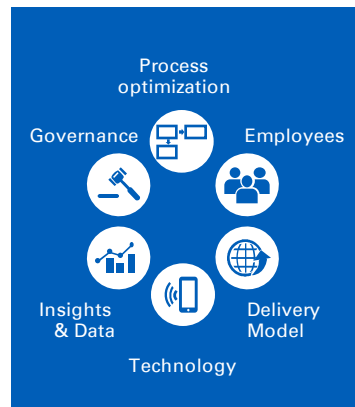 Process
optimization
Governance
Employees
Insights
& Data
Delivery
Model
Technology